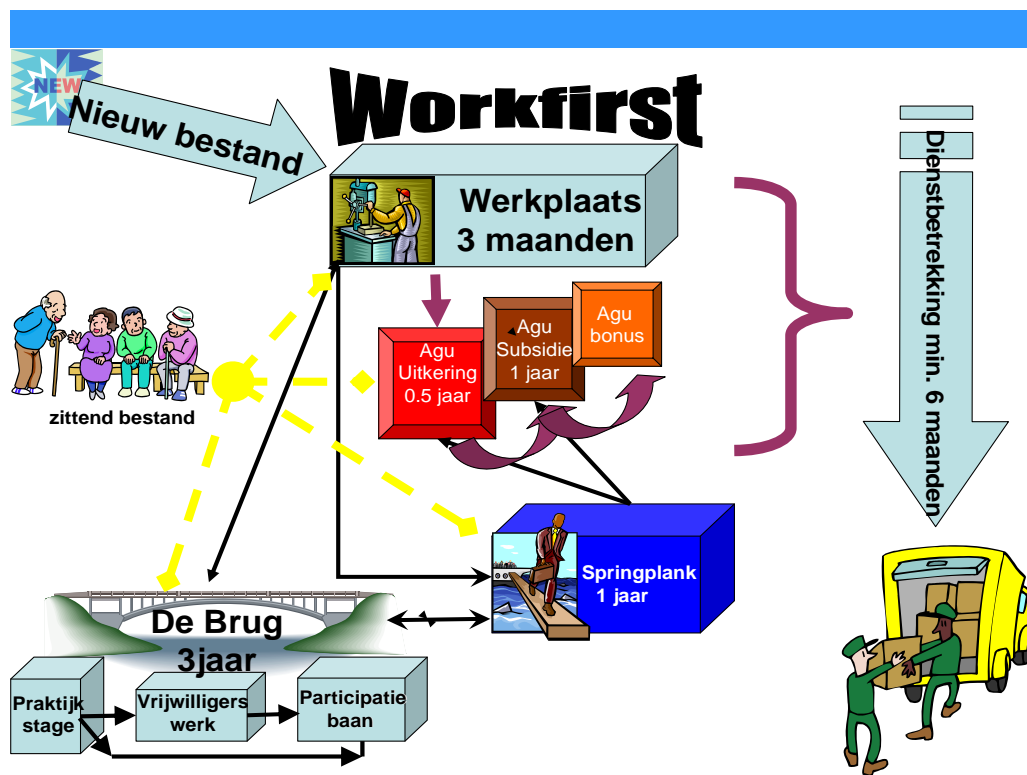 NEW
Nieuw bestand
Workfirst
Werkplaats
3 maanden
Dienstbetrekking min. 6 maanden
Agu
Uitkering
0.5 jaar
Agu
Subsidie
1 jaar
Agu
bonus
zittend bestand
Springplank
1 jaar
De Brug
3jaar
Praktijk
stage
Vrijwilligers
werk
Participatie
baan